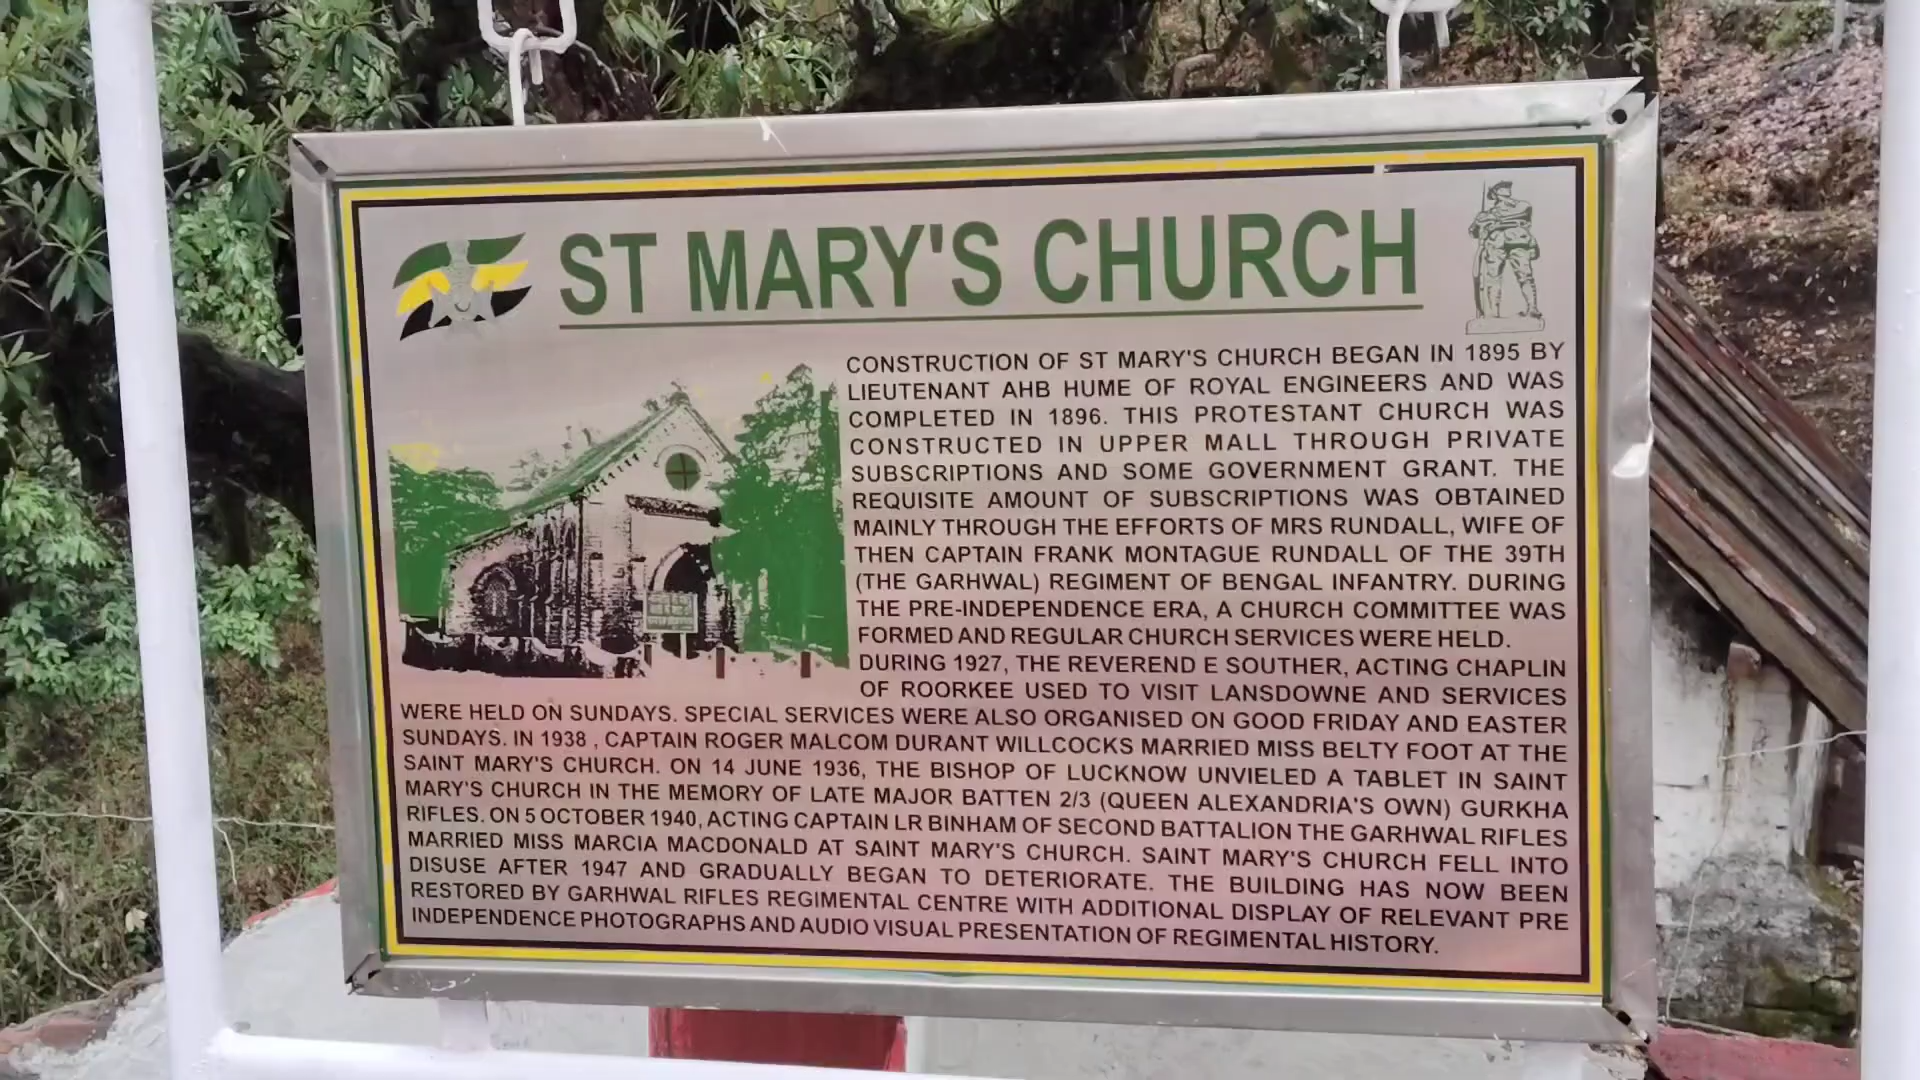 ST MARY'S CHURCH
CONSTRUCTION OF ST MARY'S CHURCH BEGAN IN 1895 BY
LIEUTENANT AHB HUME OF ROYAL ENGINEERS AND WAS
COMPLETED IN 1896. THIS PROTESTANT CHURCH WAS
CONSTRUCTED IN UPPER MALL THROUGH PRIVATE
SUBSCRIPTIONS AND SOME GOVERNMENT GRANT. THE
REQUISITE AMOUNT OF SUBSCRIPTIONS WAS OBTAINED
MAINLY THROUGH THE EFFORTS OF MRS RUNDALL, WIFE OF
THEN CAPTAIN FRANK MONTAGUE RUNDALL OF THE 39TH
(THE GARHWAL) REGIMENT OF BENGAL INFANTRY. DURING
THE PRE-INDEPENDENCE ERA, A CHURCH COMMITTEE WAS
FORMED AND REGULAR CHURCH SERVICES WERE HELD.
DURING 1927, THE REVEREND E SOUTHER, ACTING CHAPLIN
OF ROORKEE USED TO VISIT LANSDOWNE AND SERVICES
WERE HELD ON SUNDAYS. SPECIAL SERVICES WERE ALSO ORGANISED ON GOOD FRIDAY AND EASTER
SUNDAYS. IN 1938 , CAPTAIN ROGER MALCOM DURANT WILLCOCKS MARRIED MISS BELTY FOOT AT THE
SAINT MARY'S CHURCH. ON 14 JUNE 1936, THE BISHOP OF LUCKNOW UNVIELED A TABLET IN SAINT
MARY'S CHURCH IN THE MEMORY OF LATE MAJOR BATTEN 2/3 (QUEEN ALEXANDRIA'S OWN) GURKHA
RIFLES. ON 5 OCTOBER 1940, ACTING CAPTAIN LR BINHAM OF SECOND BATTALION THE GARHWAL RIFLES
MARRIED MISS MARCIA MACDONALD AT SAINT MARY'S CHURCH. SAINT MARY'S CHURCH FELL INTO
DISUSE AFTER 1947 AND GRADUALLY BEGAN TO DETERIORATE. THE BUILDING HAS NOW BEEN
RESTORED BY GARHWAL RIFLES REGIMENTAL CENTRE WITH ADDITIONAL DISPLAY OF RELEVANT PRE
INDEPENDENCE PHOTOGRAPHS AND AUDIO VISUAL PRESENTATION OF REGIMENTAL HISTORY.